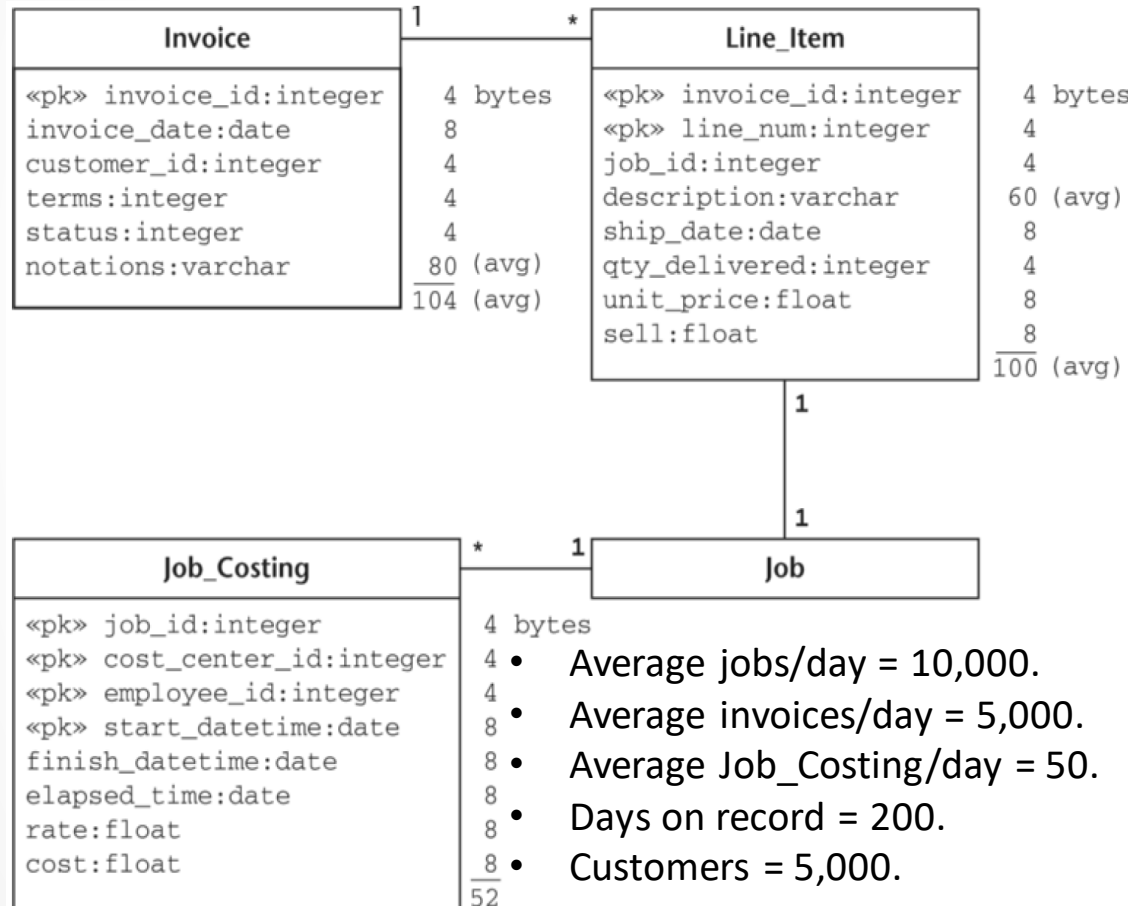 1 *
Invoice
«pk» invoice_id:integer 4 bytes
invoice_date:date 8
customer_id:integer 4
terms:integer 4
status:integer 4
notations:varchar 80 (avg)
104 (avg)
Line_Item
«pk» invoice_id:integer 4 bytes
«pk» line_num:integer 4
job_id:integer 4
description:varchar 60 (avg)
ship_date:date 8
qty_delivered:integer 4
unit_price:float 8
sell:float 8
100 (avg)
1
1
* 1
Job_Costing
«pk» job_id:integer 4 bytes
«pk» cost_center_id:integer 4
«pk» employee_id:integer 4
«pk» start_datetime:date 8
finish_datetime:date 8
elapsed_time:date 8
rate:float 8
cost:float 8
52
Job
• Average jobs/day = 10,000.
• Average invoices/day = 5,000.
• Average Job_Costing/day = 50.
• Days on record = 200.
• Customers = 5,000.